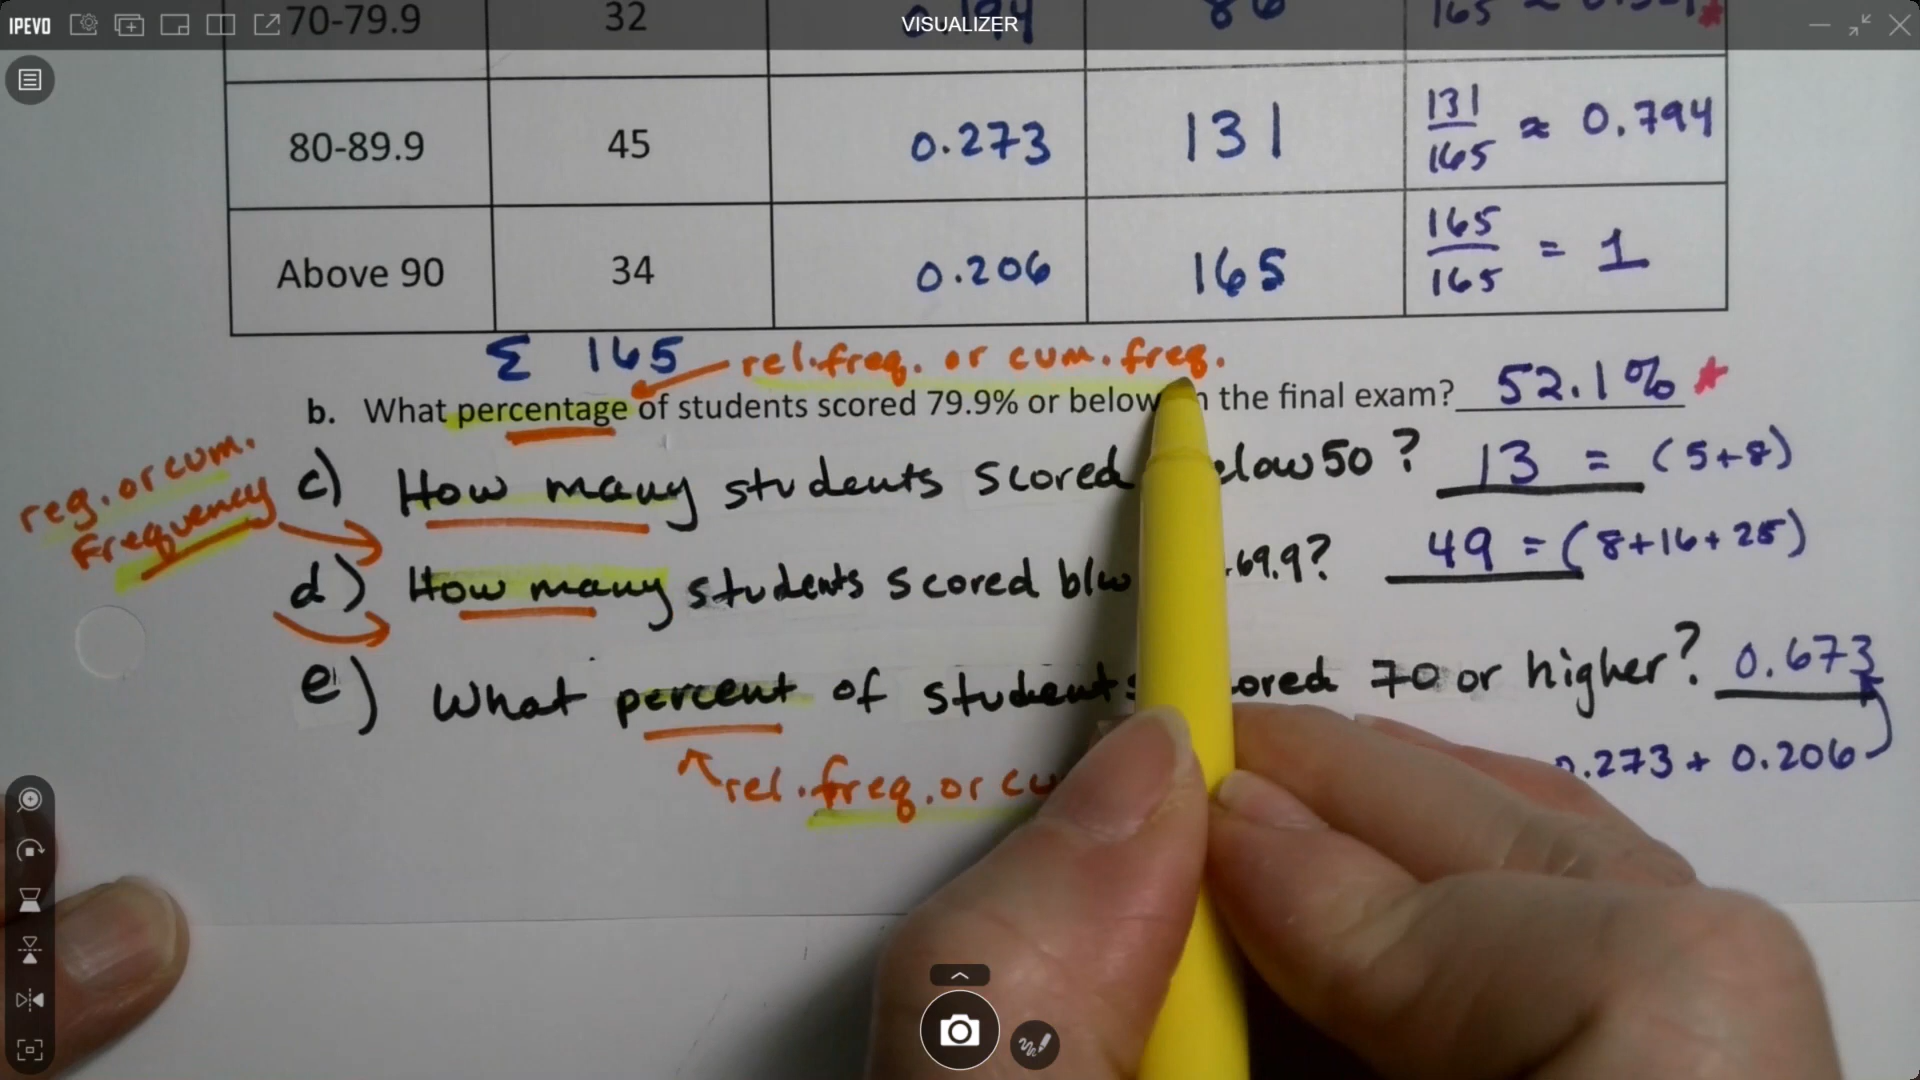 IPEVO VISUALIZER
70-79.9 32 0.194 86 165
80-89.9 45 0.273 131 131/165 ≈ 0.794
Above 90 34 0.206 165 165/165 = 1
Σ 165 rel.freq. or cum.freq.
b. What percentage of students scored 79.9% or below the final exam? 52.1% *
reg. or cum. frequency
c) How many students scored elow 50? 13 = (5+8)
d) How many students scored blw 69.9? 49 = (8+16+25)
e) What percent of students ored 70 or higher? 0.673
.273 + 0.206
rel.freq.or cu